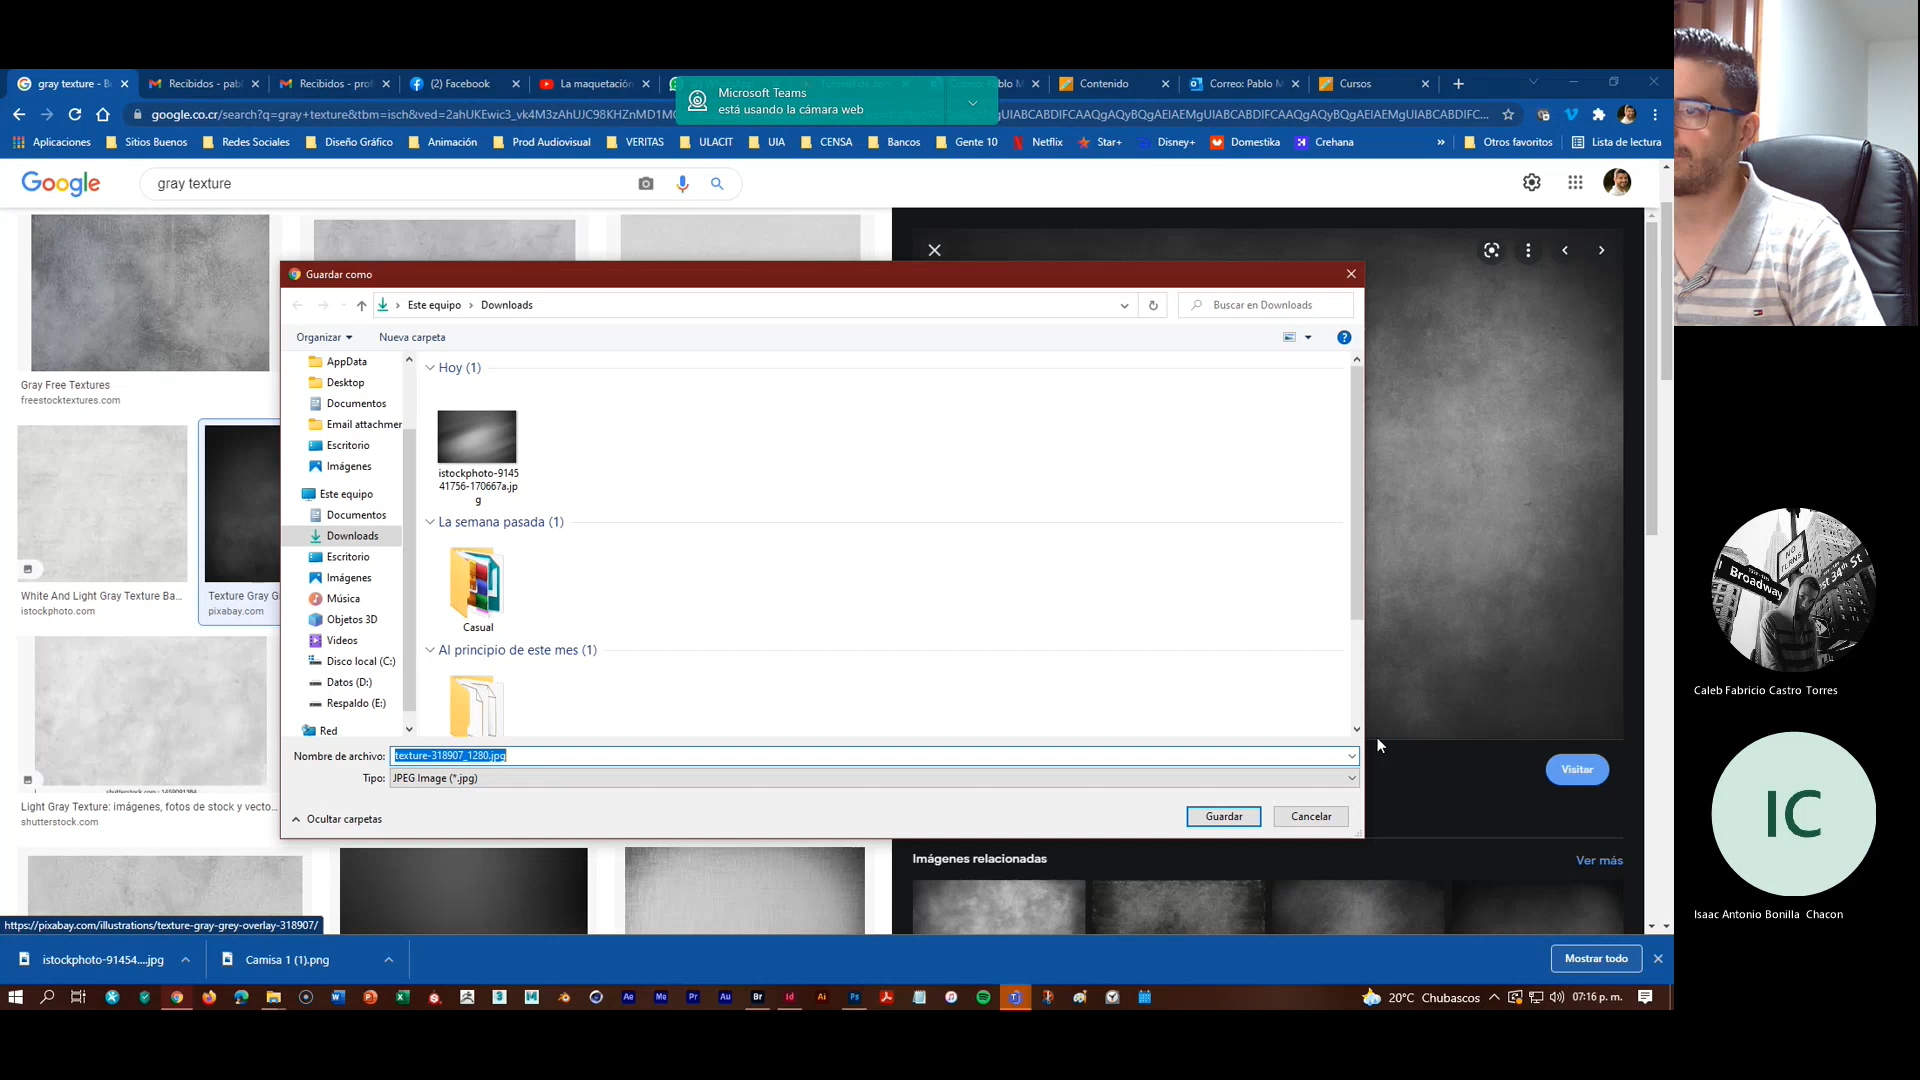 gray texture - B
Recibidos - pab
Recibidos - prof
(2) Facebook
La maquetación
Contenido
Correo: Pablo M
Cursos
Microsoft Teams
está usando la cámara web
google.co.cr/search?q=gray+texture&tbm=isch&ved=2ahUKEwic3_vk4M3zAhUJC98KHZnMD1M
Aplicaciones
Sitios Buenos
Redes Sociales
Diseño Gráfico
Animación
Prod Audiovisual
VERITAS
ULACIT
UIA
CENSA
Bancos
Gente 10
Netflix
Star+
Disney+
Domestika
Crehana
»
Otros favoritos
Lista de lectura
Google
gray texture
Guardar como
Este equipo > Downloads
Buscar en Downloads
Organizar
Nueva carpeta
AppData
Desktop
Documentos
Email attachmer
Escritorio
Imágenes
Este equipo
Documentos
Downloads
Escritorio
Imágenes
Música
Objetos 3D
Videos
Disco local (C:)
Datos (D:)
Respaldo (E:)
Red
Hoy (1)
istockphoto-914541756-170667a.jpg
La semana pasada (1)
Casual
Al principio de este mes (1)
Nombre de archivo: texture-318907_1280.jpg
Tipo: JPEG Image (*.jpg)
Ocultar carpetas
Guardar
Cancelar
Gray Free Textures
freestocktextures.com
White And Light Gray Texture Ba...
istockphoto.com
Texture Gray G
pixabay.com
Light Gray Texture: imágenes, fotos de stock y vecto...
shutterstock.com
Visitar
Imágenes relacionadas
Ver más
https://pixabay.com/illustrations/texture-gray-grey-overlay-318907/
istockphoto-91454....jpg
Camisa 1 (1).png
Mostrar todo
20°C Chubascos
07:16 p. m.
NO
TURNS
Broadway
st 34th St
Caleb Fabricio Castro Torres
IC
Isaac Antonio Bonilla Chacon